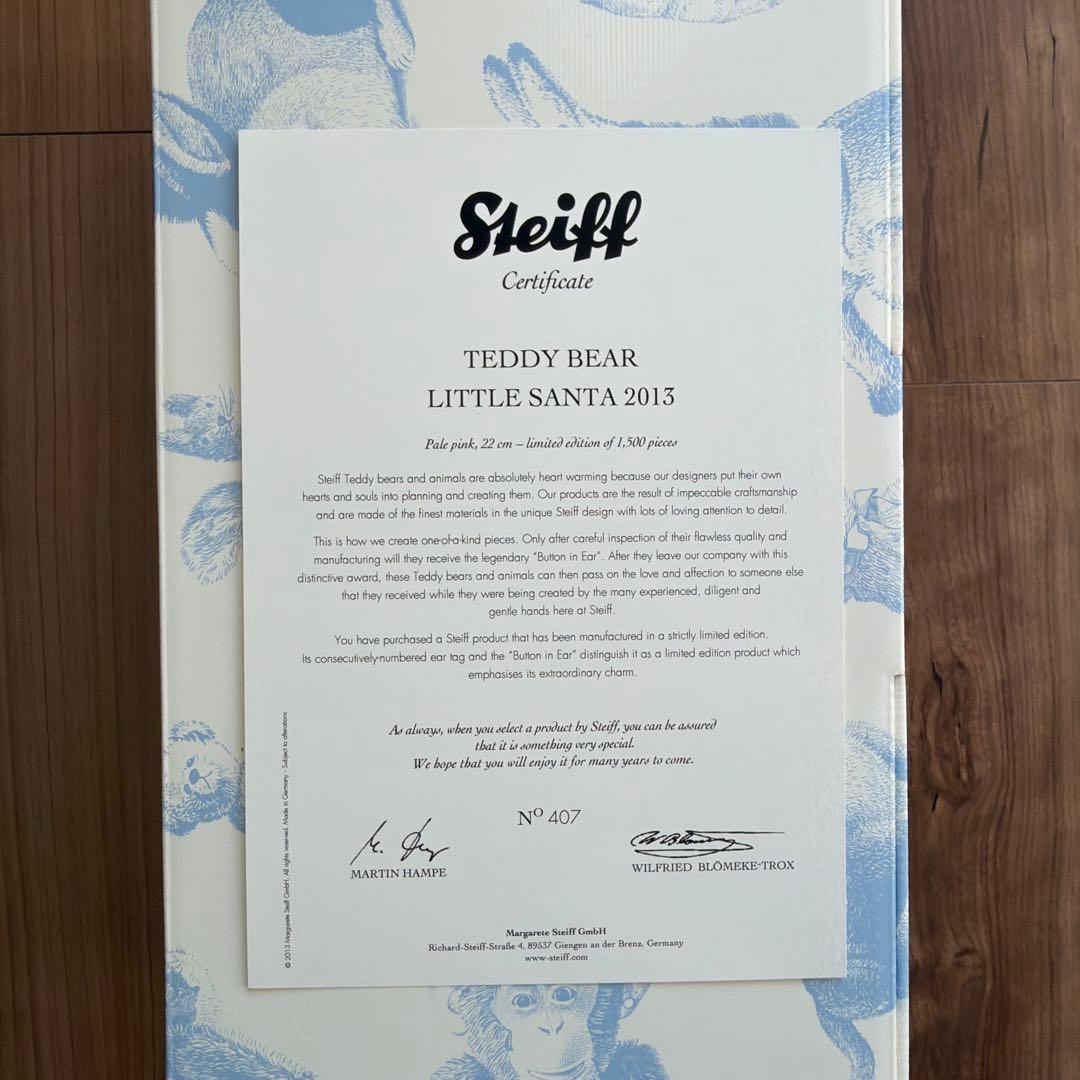 Steiff
Certificate
TEDDY BEAR
LITTLE SANTA 2013
Pale pink, 22 cm – limited edition of 1,500 pieces
Steiff Teddy bears and animals are absolutely heart warming because our designers put their own
hearts and souls into planning and creating them. Our products are the result of impeccable craftsmanship
and are made of the finest materials in the unique Steiff design with lots of loving attention to detail.
This is how we create one-of-a-kind pieces. Only after careful inspection of their flawless quality and
manufacturing will they receive the legendary "Button in Ear". After they leave our company with this
distinctive award, these Teddy bears and animals can then pass on the love and affection to someone else
that they received while they were being created by the many experienced, diligent and
gentle hands here at Steiff.
You have purchased a Steiff product that has been manufactured in a strictly limited edition.
Its consecutively-numbered ear tag and the "Button in Ear" distinguish it as a limited edition product which
emphasises its extraordinary charm.
As always, when you select a product by Steiff, you can be assured
that it is something very special.
We hope that you will enjoy it for many years to come.
Nº 407
MARTIN HAMPE
WILFRIED BLÖMEKE-TROX
Margarete Steiff GmbH
Richard-Steiff-Straße 4, 89537 Giengen an der Brenz, Germany
www-steiff.com
© 2013 Margarete Steiff GmbH. All rights reserved. Made in Germany - Subject to alterations